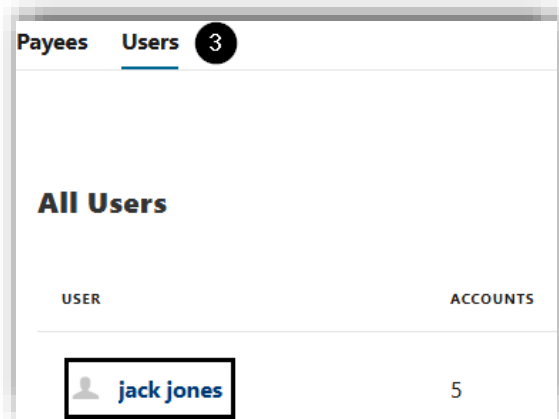 Payees Users 3
All Users
USER ACCOUNTS
jack jones 5